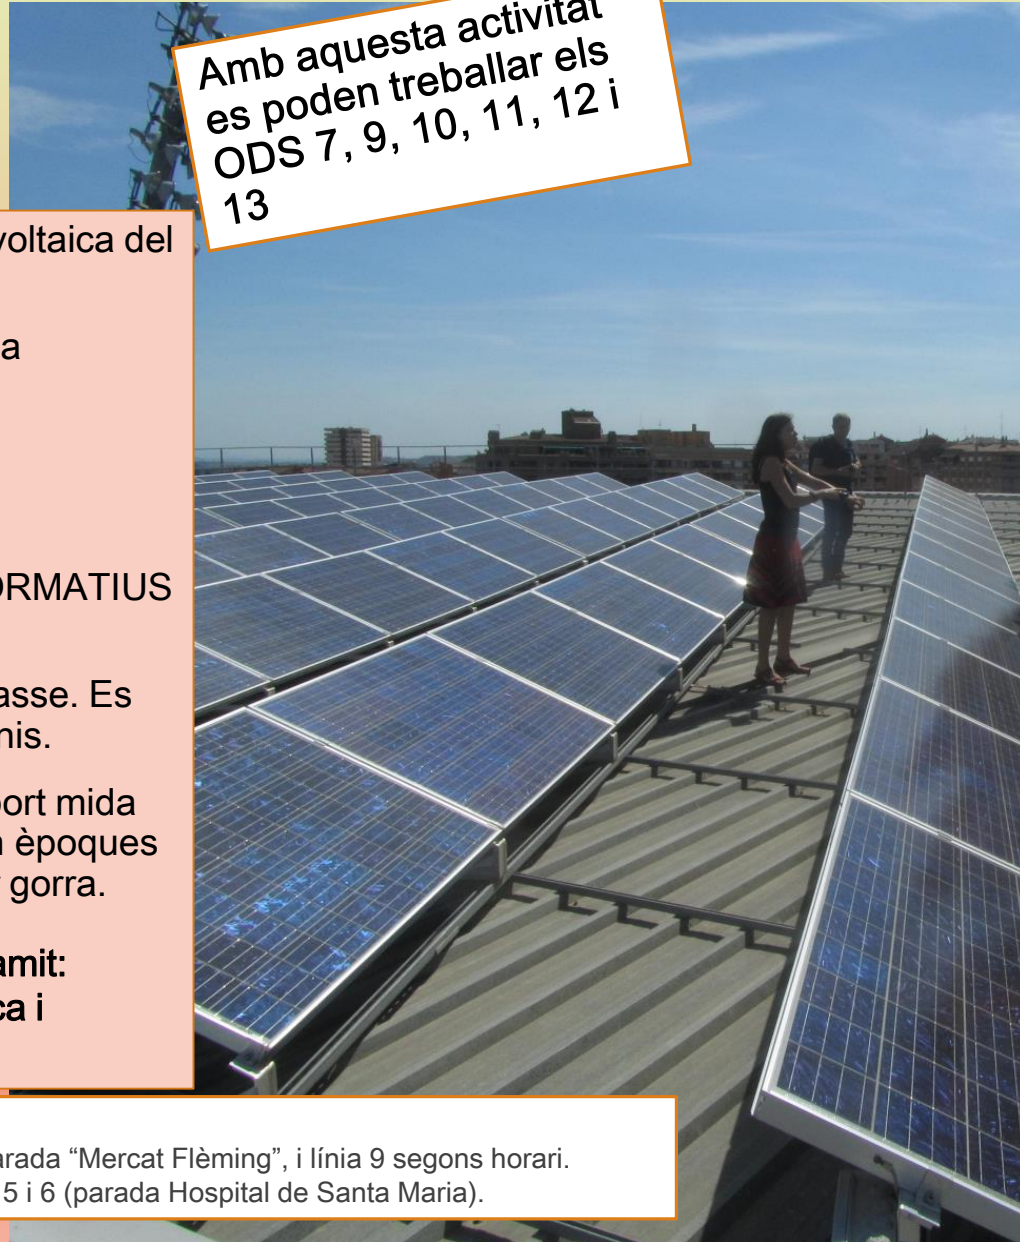 Amb aquesta activitat
es poden treballar els
ODS 7, 9, 10, 11, 12 i
13
voltaica del
a
ORMATIUS
asse. Es
nis.
ort mida
èpoques
gorra.
amit:
ca i
arada “Mercat Flèming”, i línia 9 segons horari.
5 i 6 (parada Hospital de Santa Maria).